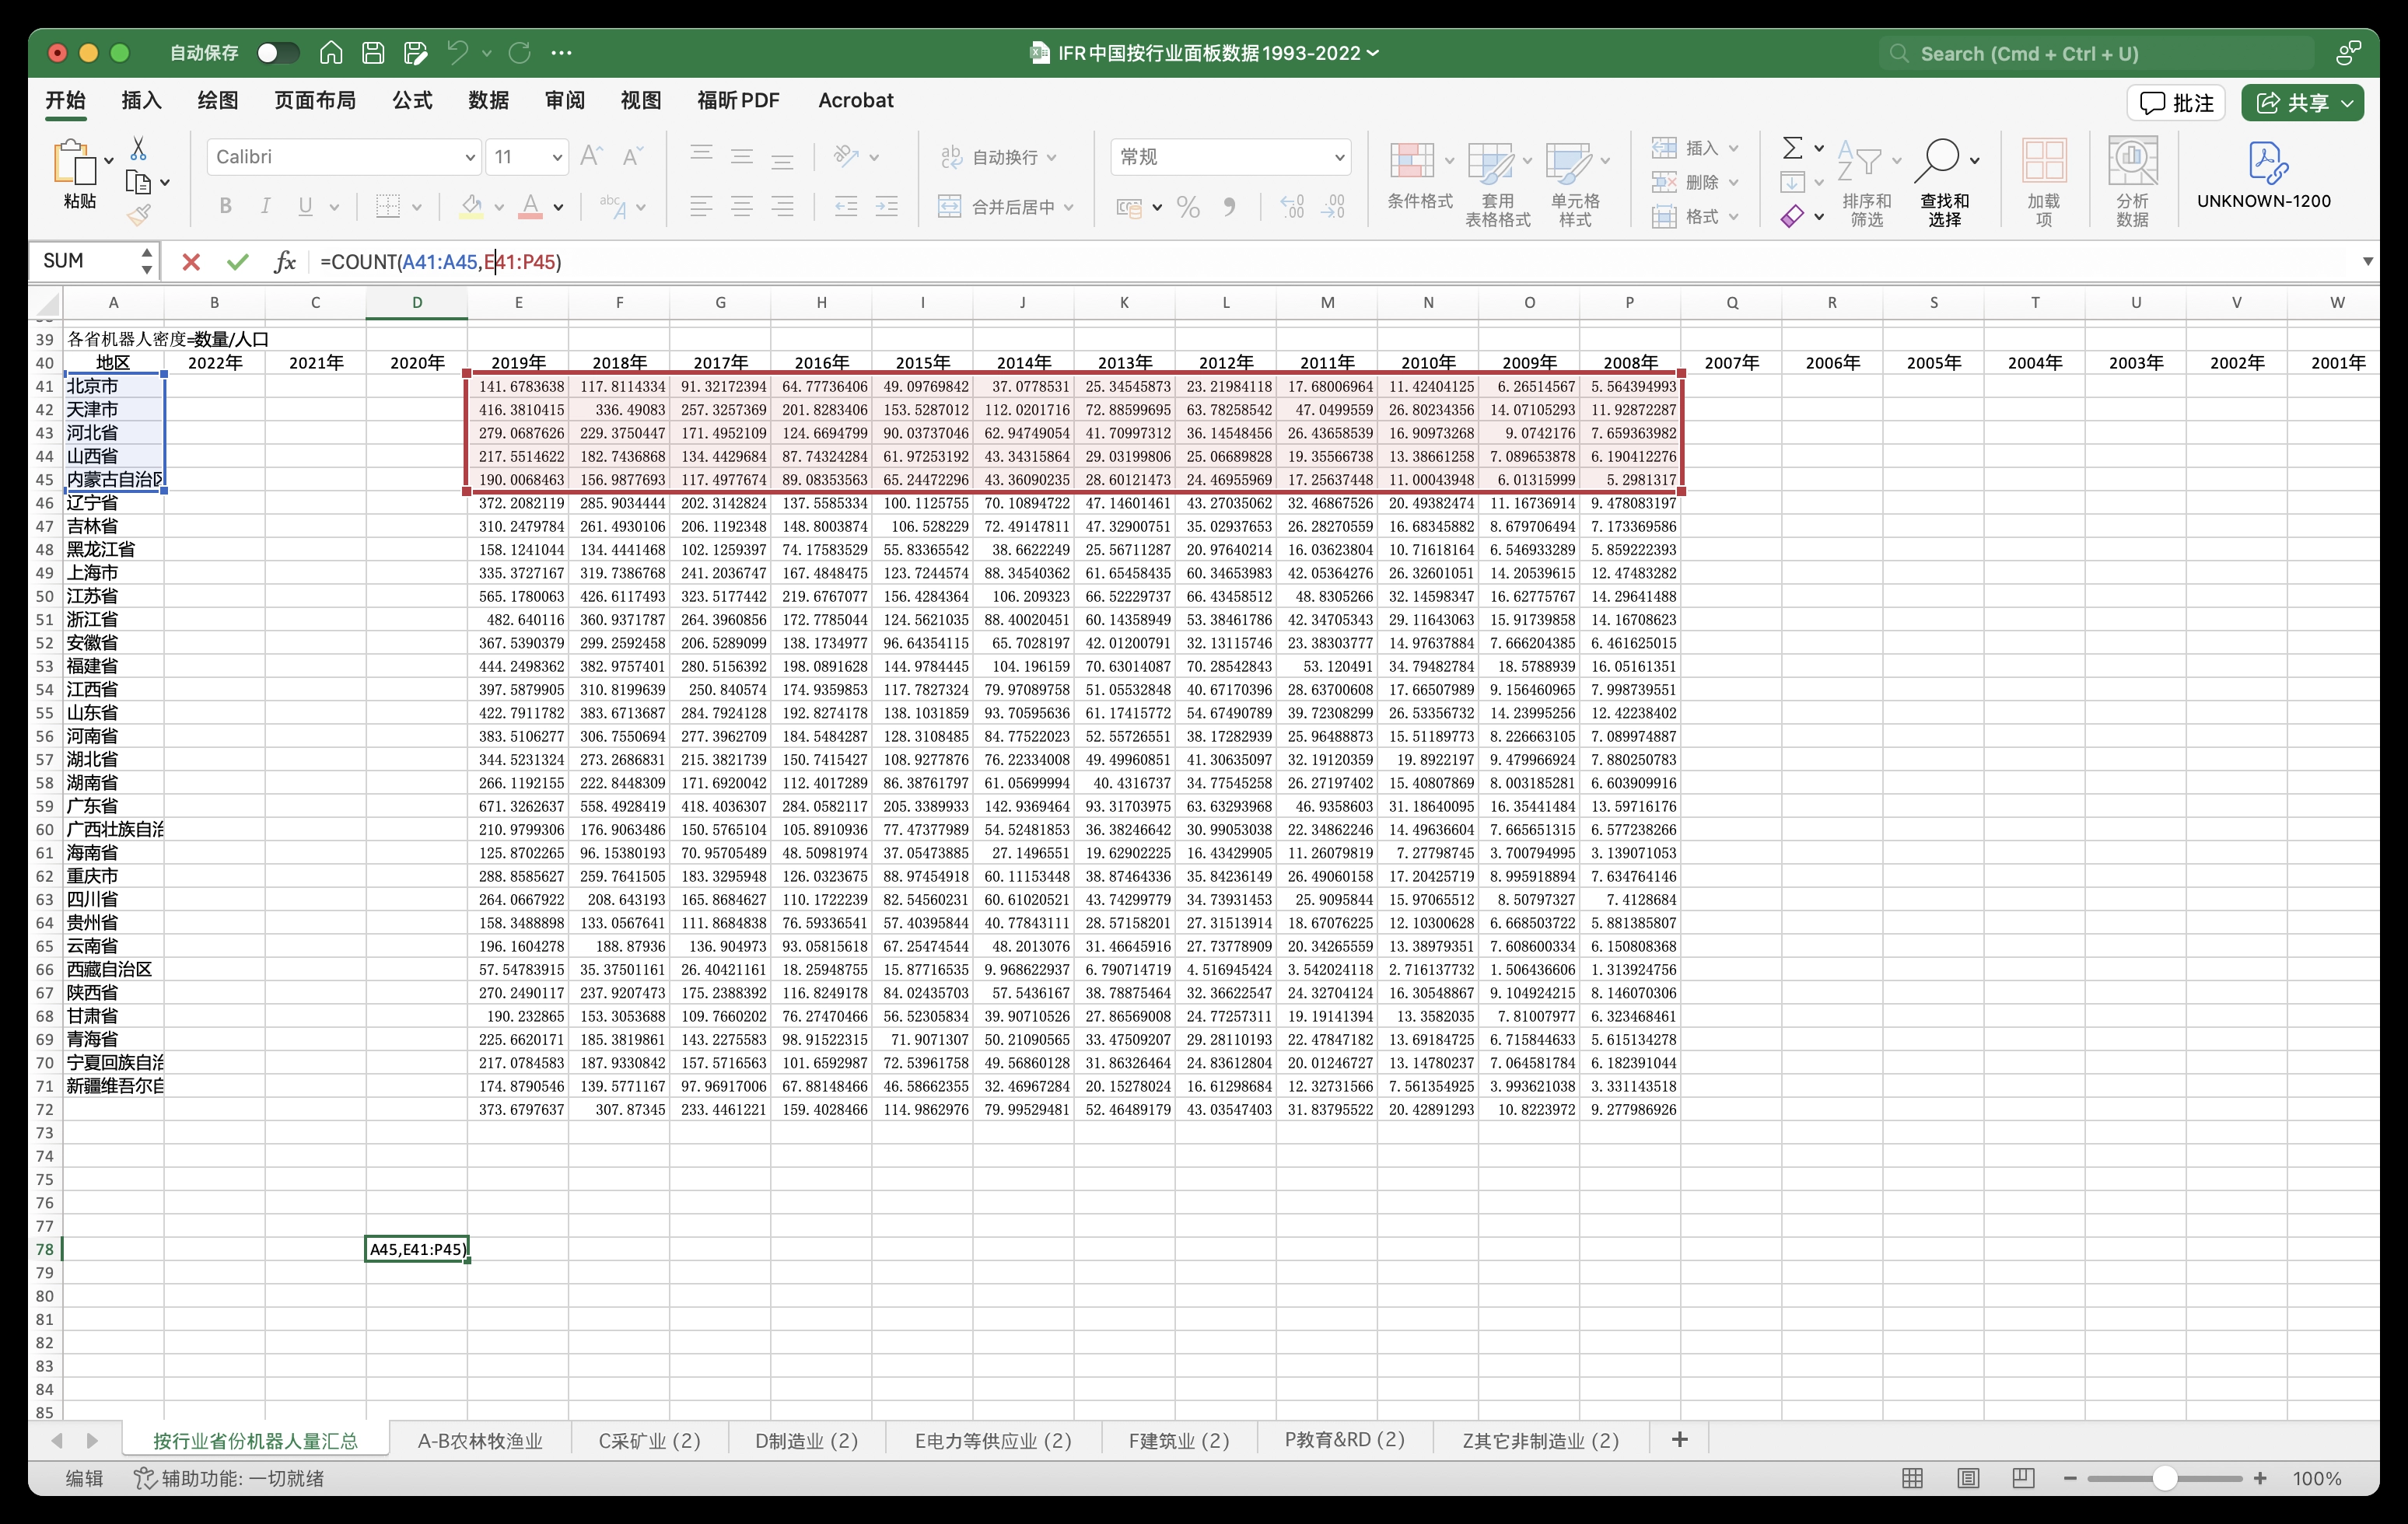 自动保存
IFR中国按行业面板数据1993-2022
Search (Cmd + Ctrl + U)
开始 插入 绘图 页面布局 公式 数据 审阅 视图 福昕PDF Acrobat
批注 共享
粘贴
Calibri 11
B I U
自动换行
合并后居中
常规
条件格式
套用
表格格式
单元格
样式
插入
删除
格式
排序和
筛选
查找和
选择
加载
项
分析
数据
UNKNOWN-1200
SUM fx =COUNT(A41:A45,E41:P45)
A B C D E F G H I J K L M N O P Q R S T U V W
39 各省机器人密度=数量/人口
40 地区 2022年 2021年 2020年 2019年 2018年 2017年 2016年 2015年 2014年 2013年 2012年 2011年 2010年 2009年 2008年 2007年 2006年 2005年 2004年 2003年 2002年 2001年
41 北京市 141.6783638 117.8114334 91.32172394 64.77736406 49.09769842 37.0778531 25.34545873 23.21984118 17.68006964 11.42404125 6.26514567 5.564394993
42 天津市 416.3810415 336.49083 257.3257369 201.8283406 153.5287012 112.0201716 72.88599695 63.78258542 47.0499559 26.80234356 14.07105293 11.92872287
43 河北省 279.0687626 229.3750447 171.4952109 124.6694799 90.03737046 62.94749054 41.70997312 36.14548456 26.43658539 16.90973268 9.0742176 7.659363982
44 山西省 217.5514622 182.7436868 134.4429684 87.74324284 61.97253192 43.34315864 29.03199806 25.06689828 19.35566738 13.38661258 7.089653878 6.190412276
45 内蒙古自治区 190.0068463 156.9877693 117.4977674 89.08353563 65.24472296 43.36090235 28.60121473 24.46955969 17.25637448 11.00043948 6.01315999 5.2981317
46 辽宁省 372.2082119 285.9034444 202.3142824 137.5585334 100.1125755 70.10894722 47.14601461 43.27035062 32.46867526 20.49382474 11.16736914 9.478083197
47 吉林省 310.2479784 261.4930106 206.1192348 148.8003874 106.528229 72.49147811 47.32900751 35.02937653 26.28270559 16.68345882 8.679706494 7.173369586
48 黑龙江省 158.1241044 134.4441468 102.1259397 74.17583529 55.83365542 38.6622249 25.56711287 20.97640214 16.03623804 10.71618164 6.546933289 5.859222393
49 上海市 335.3727167 319.7386768 241.2036747 167.4848475 123.7244574 88.34540362 61.65458435 60.34653983 42.05364276 26.32601051 14.20539615 12.47483282
50 江苏省 565.1780063 426.6117493 323.5177442 219.6767077 156.4284364 106.209323 66.52229737 66.43458512 48.8305266 32.14598347 16.62775767 14.29641488
51 浙江省 482.640116 360.9371787 264.3960856 172.7785044 124.5621035 88.40020451 60.14358949 53.38461786 42.34705343 29.11643063 15.91739858 14.16708623
52 安徽省 367.5390379 299.2592458 206.5289099 138.1734977 96.64354115 65.7028197 42.01200791 32.13115746 23.38303777 14.97637884 7.666204385 6.461625015
53 福建省 444.2498362 382.9757401 280.5156392 198.0891628 144.9784445 104.196159 70.63014087 70.28542843 53.120491 34.79482784 18.5788939 16.05161351
54 江西省 397.5879905 310.8199639 250.840574 174.9359853 117.7827324 79.97089758 51.05532848 40.67170396 28.63700608 17.66507989 9.156460965 7.998739551
55 山东省 422.7911782 383.6713687 284.7924128 192.8274178 138.1031859 93.70595636 61.17415772 54.67490789 39.72308299 26.53356732 14.23995256 12.42238402
56 河南省 383.5106277 306.7550694 277.3962709 184.5484287 128.3108485 84.77522023 52.55726551 38.17282939 25.96488873 15.51189773 8.226663105 7.089974887
57 湖北省 344.5231324 273.2686831 215.3821739 150.7415427 108.9277876 76.22334008 49.49960851 41.30635097 32.19120359 19.8922197 9.479966924 7.880250783
58 湖南省 266.1192155 222.8448309 171.6920042 112.4017289 86.38761797 61.05699994 40.4316737 34.77545258 26.27197402 15.40807869 8.003185281 6.603909916
59 广东省 671.3262637 558.4928419 418.4036307 284.0582117 205.3389933 142.9369464 93.31703975 63.63293968 46.9358603 31.18640095 16.35441484 13.59716176
60 广西壮族自治 210.9799306 176.9063486 150.5765104 105.8910936 77.47377989 54.52481853 36.38246642 30.99053038 22.34862246 14.49636604 7.665651315 6.577238266
61 海南省 125.8702265 96.15380193 70.95705489 48.50981974 37.05473885 27.1496551 19.62902225 16.43429905 11.26079819 7.27798745 3.700794995 3.139071053
62 重庆市 288.8585627 259.7641505 183.3295948 126.0323675 88.97454918 60.11153448 38.87464336 35.84236149 26.49060158 17.20425719 8.995918894 7.634764146
63 四川省 264.0667922 208.643193 165.8684627 110.1722239 82.54560231 60.61020521 43.74299779 34.73931453 25.9095844 15.97065512 8.50797327 7.4128684
64 贵州省 158.3488898 133.0567641 111.8684838 76.59336541 57.40395844 40.77843111 28.57158201 27.31513914 18.67076225 12.10300628 6.668503722 5.881385807
65 云南省 196.1604278 188.87936 136.904973 93.05815618 67.25474544 48.2013076 31.46645916 27.73778909 20.34265559 13.38979351 7.608600334 6.150808368
66 西藏自治区 57.54783915 35.37501161 26.40421161 18.25948755 15.87716535 9.968622937 6.790714719 4.516945424 3.542024118 2.716137732 1.506436606 1.313924756
67 陕西省 270.2490117 237.9207473 175.2388392 116.8249178 84.02435703 57.5436167 38.78875464 32.36622547 24.32704124 16.30548867 9.104924215 8.146070306
68 甘肃省 190.232865 153.3053688 109.7660202 76.27470466 56.52305834 39.90710526 27.86569008 24.77257311 19.19141394 13.3582035 7.81007977 6.323468461
69 青海省 225.6620171 185.3819861 143.2275583 98.91522315 71.9071307 50.21090565 33.47509207 29.28110193 22.47847182 13.69184725 6.715844633 5.615134278
70 宁夏回族自治 217.0784583 187.9330842 157.5716563 101.6592987 72.53961758 49.56860128 31.86326464 24.83612804 20.01246727 13.14780237 7.064581784 6.182391044
71 新疆维吾尔自 174.8790546 139.5771167 97.96917006 67.88148466 46.58662355 32.46967284 20.15278024 16.61298684 12.32731566 7.561354925 3.993621038 3.331143518
72 373.6797637 307.87345 233.4461221 159.4028466 114.9862976 79.99529481 52.46489179 43.03547403 31.83795522 20.42891293 10.8223972 9.277986926
73
74
75
76
77
78 A45,E41:P45)
79
80
81
82
83
84
85
按行业省份机器人量汇总 A-B农林牧渔业 C采矿业 (2) D制造业 (2) E电力等供应业 (2) F建筑业 (2) P教育&RD (2) Z其它非制造业 (2)
编辑 辅助功能: 一切就绪 100%